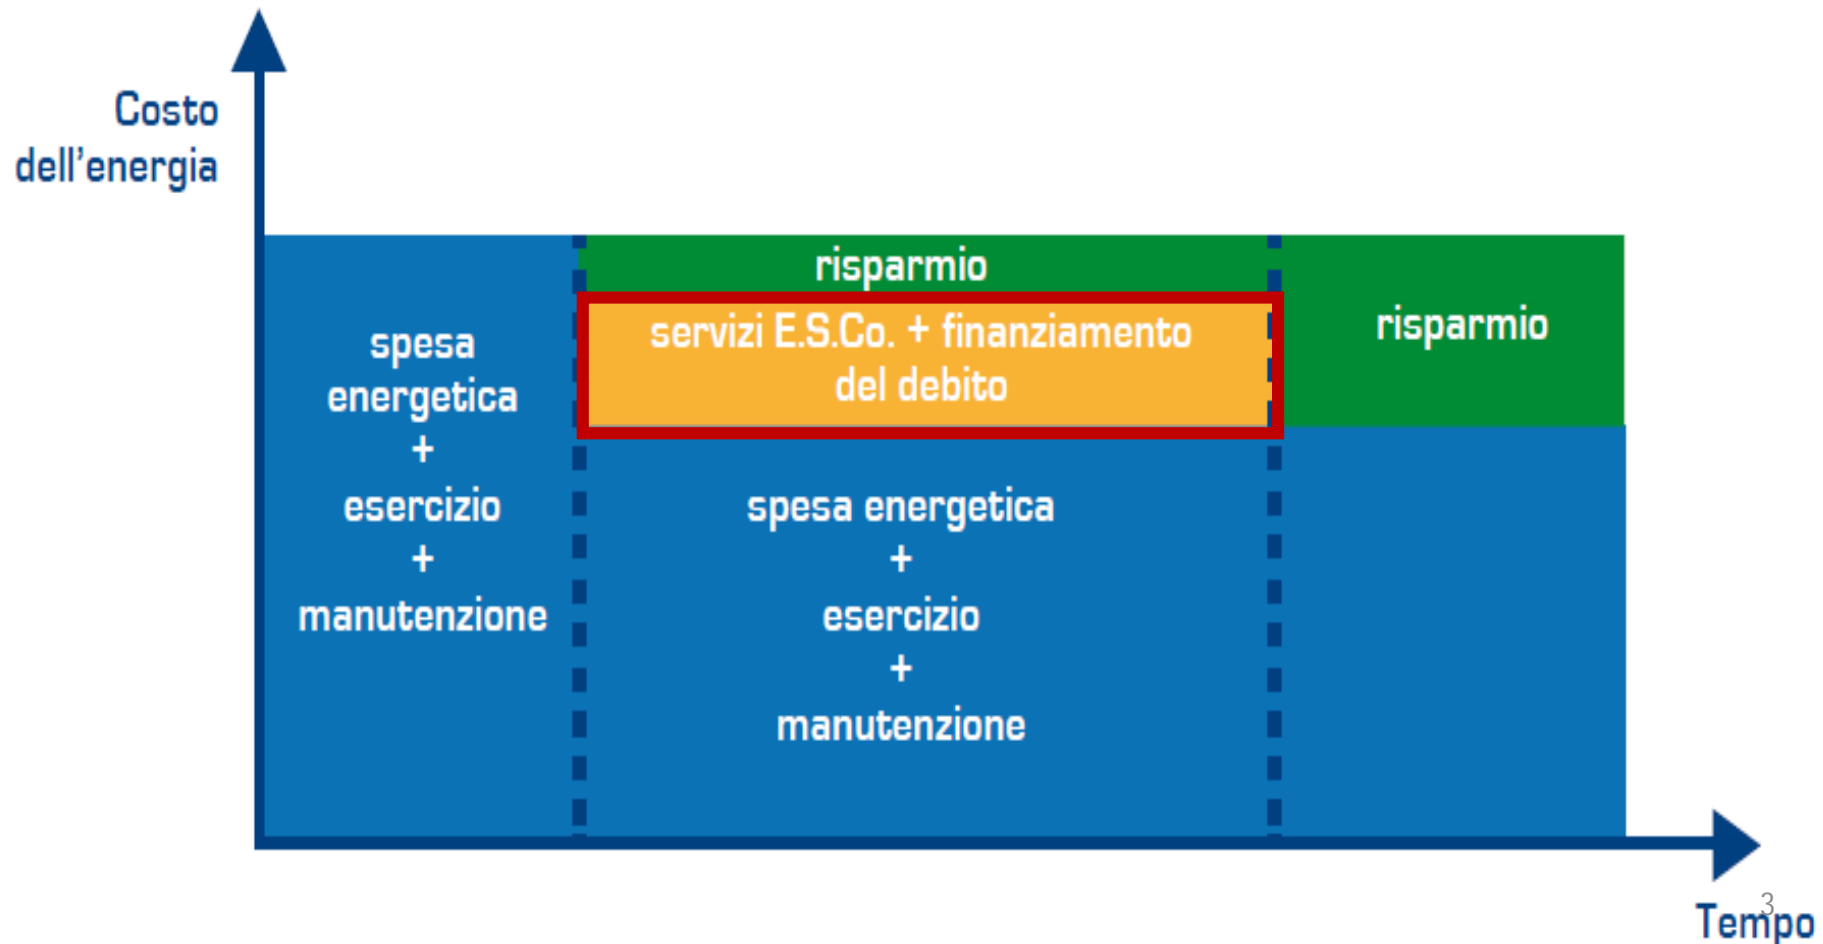 Costo
dell'energia
spesa
energetica
+
esercizio
+
manutenzione
risparmio
servizi E.S.Co. + finanziamento
del debito
spesa energetica
+
esercizio
+
manutenzione
risparmio
3
Tempo